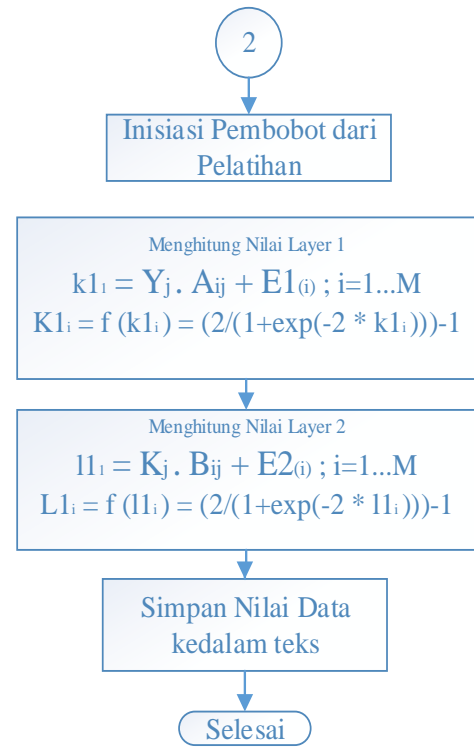 2
Inisiasi Pembobot dari
Pelatihan
Menghitung Nilai Layer 1
k1₁ = Yⱼ . Aᵢⱼ + E1₍ᵢ₎ ; i=1...M
K1ᵢ = f (k1ᵢ) = (2/(1+exp(-2 * k1ᵢ)))-1
Menghitung Nilai Layer 2
l1₁ = Kⱼ . Bᵢⱼ + E2₍ᵢ₎ ; i=1...M
L1ᵢ = f (l1ᵢ) = (2/(1+exp(-2 * l1ᵢ)))-1
Simpan Nilai Data
kedalam teks
Selesai